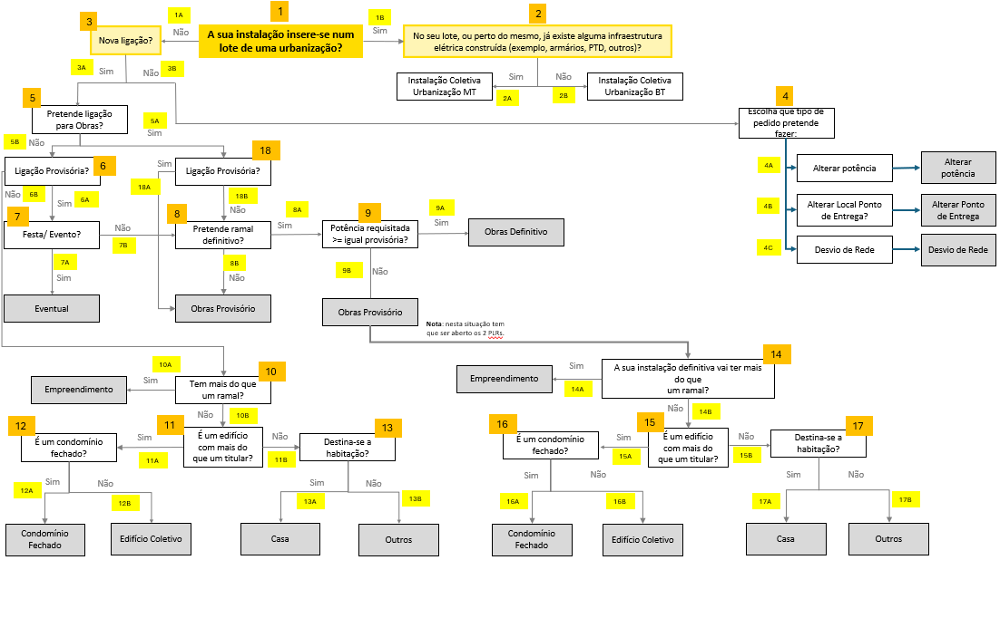 1
2
3
1A
Não
1B
Sim
Nova ligação?
A sua instalação insere-se num
lote de uma urbanização?
No seu lote, ou perto do mesmo, já existe alguma infraestrutura
elétrica construída (exemplo, armários, PTD, outros)?
3A
Sim
Não
3B
Sim
Não
2A
2B
Instalação Coletiva
Urbanização MT
Instalação Coletiva
Urbanização BT
5
Pretende ligação
para Obras?
5A
Sim
5B
Não
4
Escolha que tipo de
pedido pretende
fazer:
4A
Alterar potência
Alterar
potência
4B
Alterar Local Ponto
de Entrega?
Alterar Ponto
de Entrega
4C
Desvio de Rede
Desvio de Rede
6
Ligação Provisória?
18
Ligação Provisória?
Sim
18A
18B
Não
Não
6B
Sim
6A
7
Festa/ Evento?
Não
7B
8
Pretende ramal
definitivo?
8A
Sim
9
Potência requisitada
>= igual provisória?
9A
Sim
Obras Definitivo
7A
Sim
8B
Não
9B
Não
Eventual
Obras Provisório
Obras Provisório
Nota: nesta situação tem
que ser aberto os 2 PLRs.
10A
Sim
10
Tem mais do que
um ramal?
Empreendimento
Não
10B
14
A sua instalação definitiva vai ter mais
do que
um ramal?
Sim
14A
Empreendimento
Não
14B
12
É um condomínio
fechado?
Sim
11A
11
É um edifício
com mais do
que um titular?
Não
11B
13
Destina-se a
habitação?
16
É um condomínio
fechado?
Sim
15A
15
É um edifício
com mais do
que um titular?
Não
15B
17
Destina-se a
habitação?
12A
Sim
Não
12B
Sim
13A
Não
13B
Sim
16A
Não
16B
Sim
17A
Não
17B
Condomínio
Fechado
Edifício Coletivo
Casa
Outros
Condomínio
Fechado
Edifício Coletivo
Casa
Outros